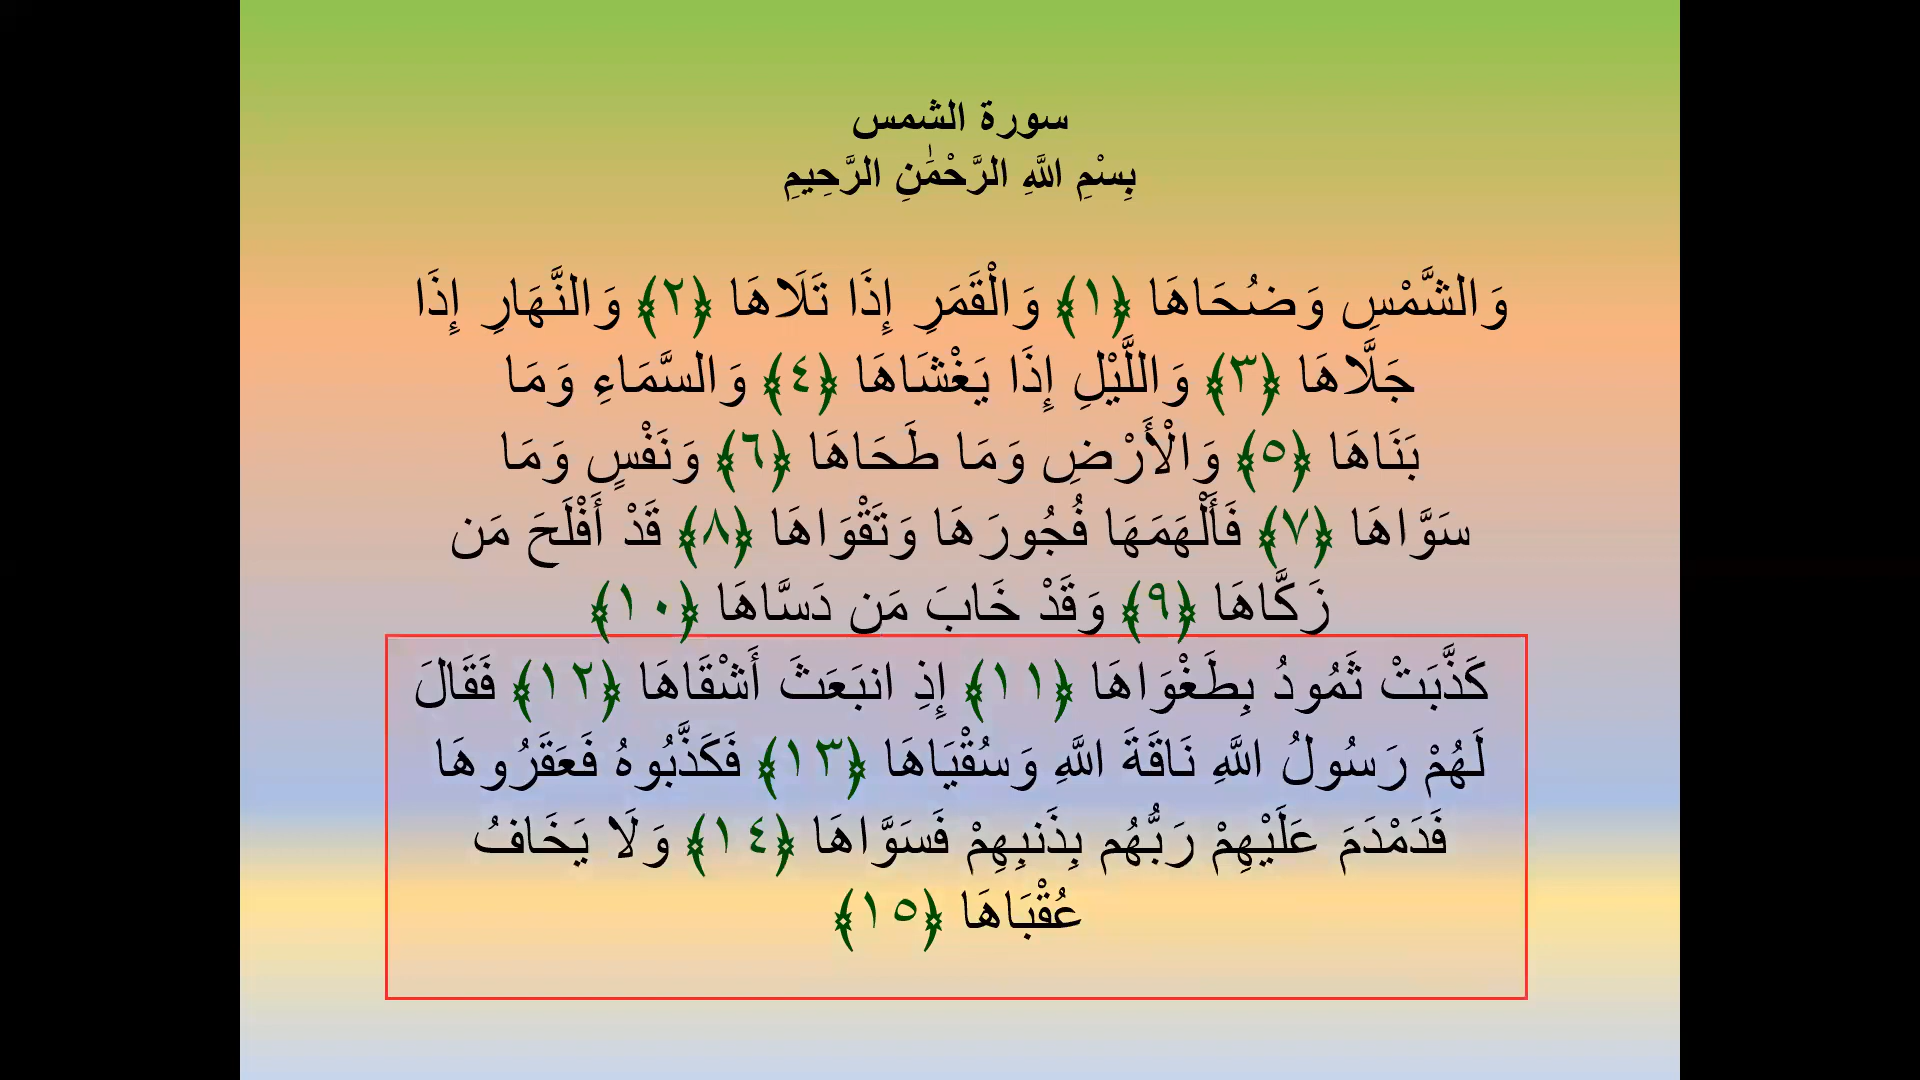 سورة الشمس
بِسْمِ اللَّهِ الرَّحْمَٰنِ الرَّحِيمِ
وَالشَّمْسِ وَضُحَاهَا ﴿١﴾ وَالْقَمَرِ إِذَا تَلَاهَا ﴿٢﴾ وَالنَّهَارِ إِذَا
جَلَّاهَا ﴿٣﴾ وَاللَّيْلِ إِذَا يَغْشَاهَا ﴿٤﴾ وَالسَّمَاءِ وَمَا
بَنَاهَا ﴿٥﴾ وَالْأَرْضِ وَمَا طَحَاهَا ﴿٦﴾ وَنَفْسٍ وَمَا
سَوَّاهَا ﴿٧﴾ فَأَلْهَمَهَا فُجُورَهَا وَتَقْوَاهَا ﴿٨﴾ قَدْ أَفْلَحَ مَن
زَكَّاهَا ﴿٩﴾ وَقَدْ خَابَ مَن دَسَّاهَا ﴿١٠﴾
كَذَّبَتْ ثَمُودُ بِطَغْوَاهَا ﴿١١﴾ إِذِ انبَعَثَ أَشْقَاهَا ﴿١٢﴾ فَقَالَ
لَهُمْ رَسُولُ اللَّهِ نَاقَةَ اللَّهِ وَسُقْيَاهَا ﴿١٣﴾ فَكَذَّبُوهُ فَعَقَرُوهَا
فَدَمْدَمَ عَلَيْهِمْ رَبُّهُم بِذَنبِهِمْ فَسَوَّاهَا ﴿١٤﴾ وَلَا يَخَافُ
عُقْبَاهَا ﴿١٥﴾